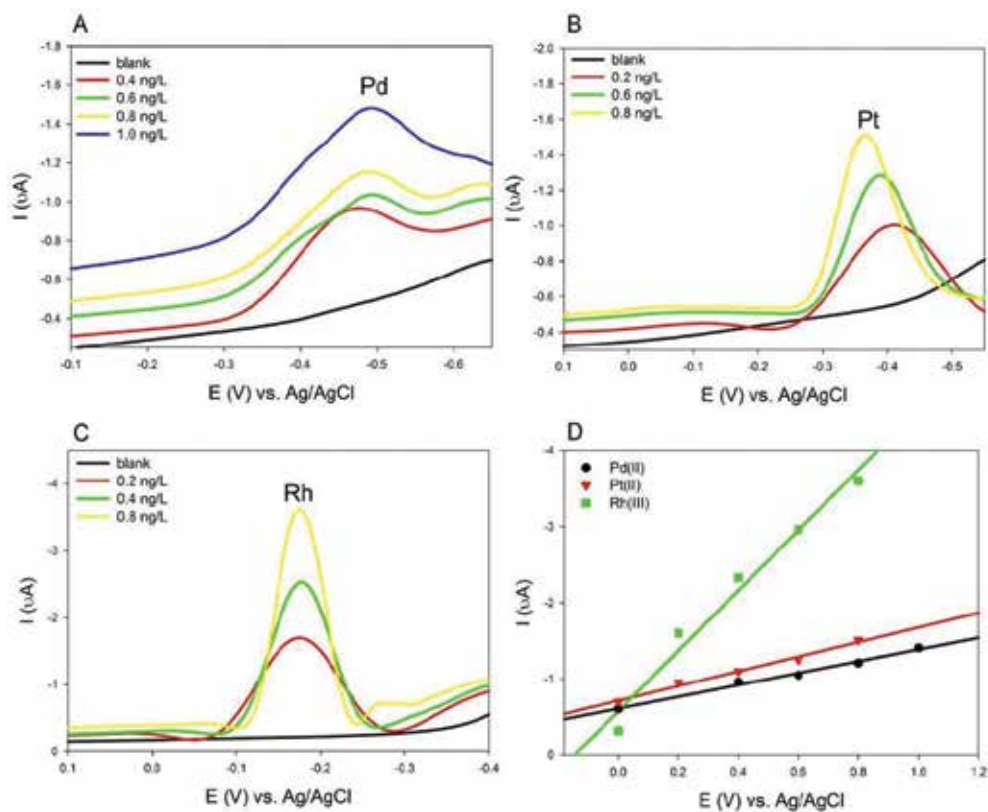 A
-1.8
-1.6
-1.4
-1.2
-1.0
-0.8
-0.6
-0.4
I (υA)
blank
0.4 ng/L
0.6 ng/L
0.8 ng/L
1.0 ng/L
Pd
-0.1 -0.2 -0.3 -0.4 -0.5 -0.6
E (V) vs. Ag/AgCl
B
-2.0
-1.8
-1.6
-1.4
-1.2
-1.0
-0.8
-0.6
-0.4
I (υA)
blank
0.2 ng/L
0.6 ng/L
0.8 ng/L
Pt
0.1 0.0 -0.1 -0.2 -0.3 -0.4 -0.5
E (V) vs. Ag/AgCl
C
-4
-3
-2
-1
0
I (υA)
blank
0.2 ng/L
0.4 ng/L
0.8 ng/L
Rh
0.1 0.0 -0.1 -0.2 -0.3 -0.4
E (V) vs. Ag/AgCl
D
-4
-3
-2
-1
0
I (υA)
Pd(II)
Pt(II)
Rh(III)
0.0 0.2 0.4 0.6 0.8 1.0 1.2
E (V) vs. Ag/AgCl